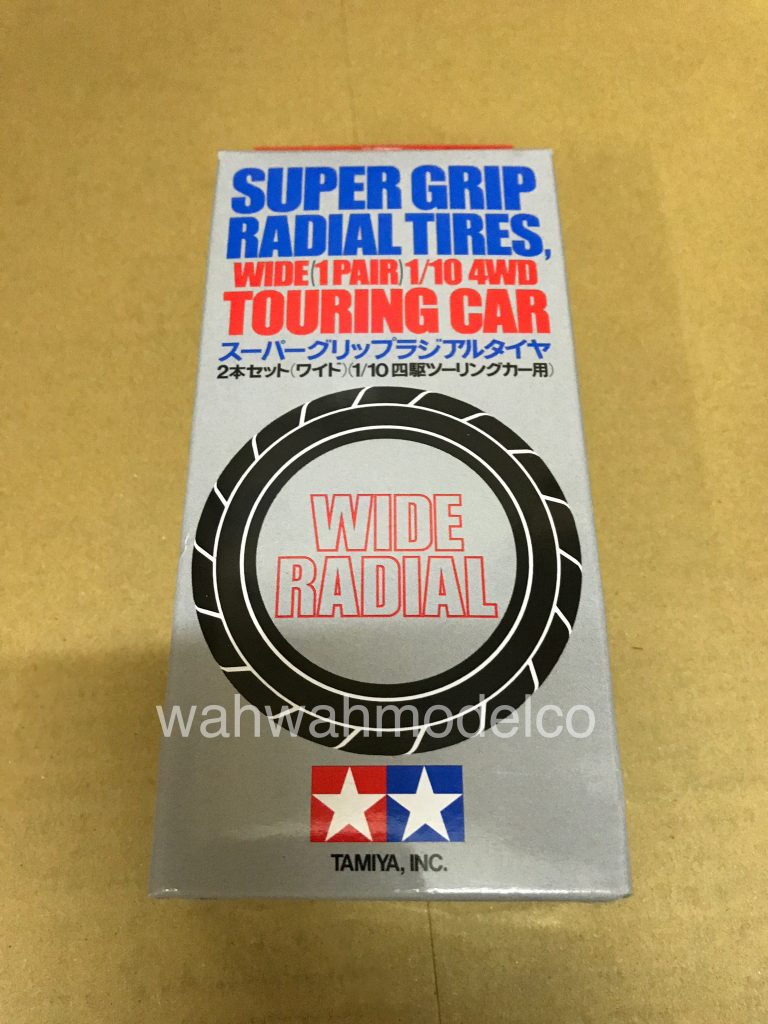 SUPER GRIP
RADIAL TIRES,
WIDE (1 PAIR) 1/10 4WD
TOURING CAR
スーパーグリップラジアルタイヤ
2本セット(ワイド)(1/10 四駆ツーリングカー用)
WIDE
RADIAL
wahwahmodelco
TAMIYA, INC.